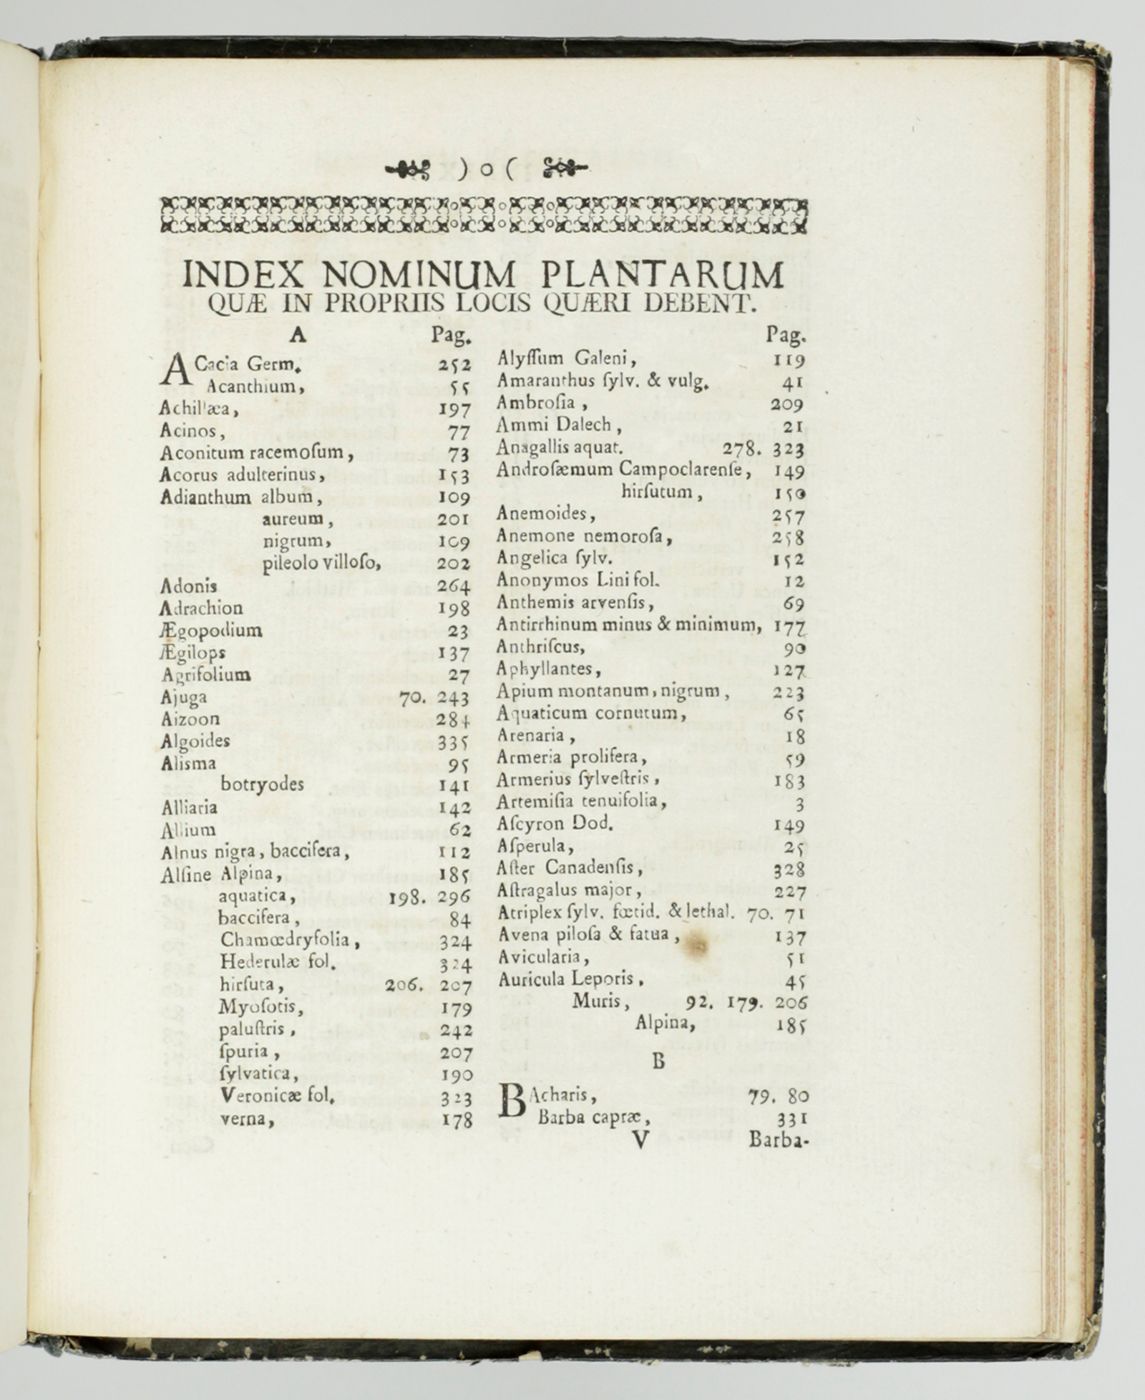 )o(
INDEX NOMINUM PLANTARUM
QUÆ IN PROPRIIS LOCIS QUÆRI DEBENT.
A Pag.
ACacia Germ. 252
Acanthium, 55
Achillæa, 197
Acinos, 77
Aconitum racemoſum, 73
Acorus adulterinus, 153
Adianthum album, 109
aureum, 201
nigrum, 109
pileolo villoſo, 202
Adonis 264
Adrachion 198
Ægopodium 23
Ægilops 137
Agrifolium 27
Ajuga 70. 243
Aizoon 284
Algoides 335
Alisma 95
botryodes 141
Alliaria 142
Allium 62
Alnus nigra, baccifera, 112
Alſine Alpina, 185
aquatica, 198. 296
baccifera, 84
Chamœdryfolia, 324
Hederulæ fol. 324
hirſuta, 206. 207
Myoſotis, 179
paluſtris, 242
ſpuria, 207
ſylvatica, 190
Veronicæ fol. 323
verna, 178
Pag.
Alyſſum Galeni, 119
Amaranthus ſylv. & vulg. 41
Ambroſia, 209
Ammi Dalech, 21
Anagallis aquat. 278. 323
Androſæmum Campoclarenſe, 149
hirſutum, 150
Anemoides, 257
Anemone nemoroſa, 258
Angelica ſylv. 152
Anonymos Lini fol. 12
Anthemis arvenſis, 69
Antirrhinum minus & minimum, 177
Anthriſcus, 90
Aphyllantes, 127
Apium montanum, nigrum, 223
Aquaticum cornutum, 65
Arenaria, 18
Armeria prolifera, 59
Armerius ſylveſtris, 183
Artemiſia tenuifolia, 3
Aſcyron Dod. 149
Aſperula, 25
Aſter Canadenſis, 328
Aſtragalus major, 227
Atriplex ſylv. fœtid. & lethal. 70. 71
Avena piloſa & fatua, 137
Avicularia, 51
Auricula Leporis, 45
Muris, 92. 179. 206
Alpina, 185
B
BAcharis, 79. 80
Barba capræ, 331
V Barba-